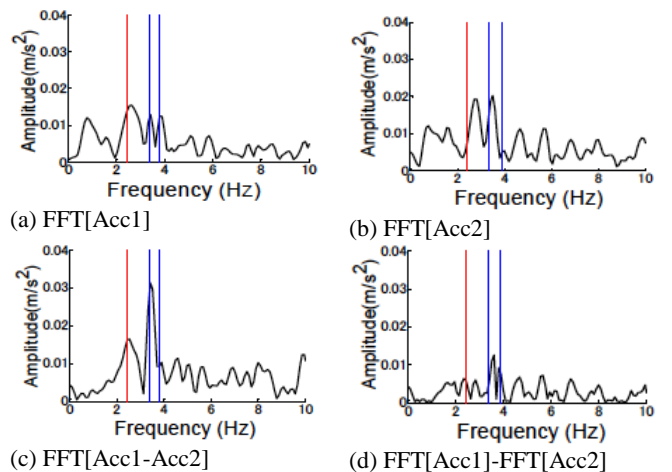 0.04
0.03
0.02
0.01
0
Amplitude(m/s²)
0 2 4 6 8 10
Frequency (Hz)
(a) FFT[Acc1]
0.04
0.03
0.02
0.01
0
Amplitude(m/s²)
0 2 4 6 8 10
Frequency (Hz)
(b) FFT[Acc2]
0.04
0.03
0.02
0.01
0
Amplitude(m/s²)
0 2 4 6 8 10
Frequency (Hz)
(c) FFT[Acc1-Acc2]
0.04
0.03
0.02
0.01
0
Amplitude(m/s²)
0 2 4 6 8 10
Frequency (Hz)
(d) FFT[Acc1]-FFT[Acc2]